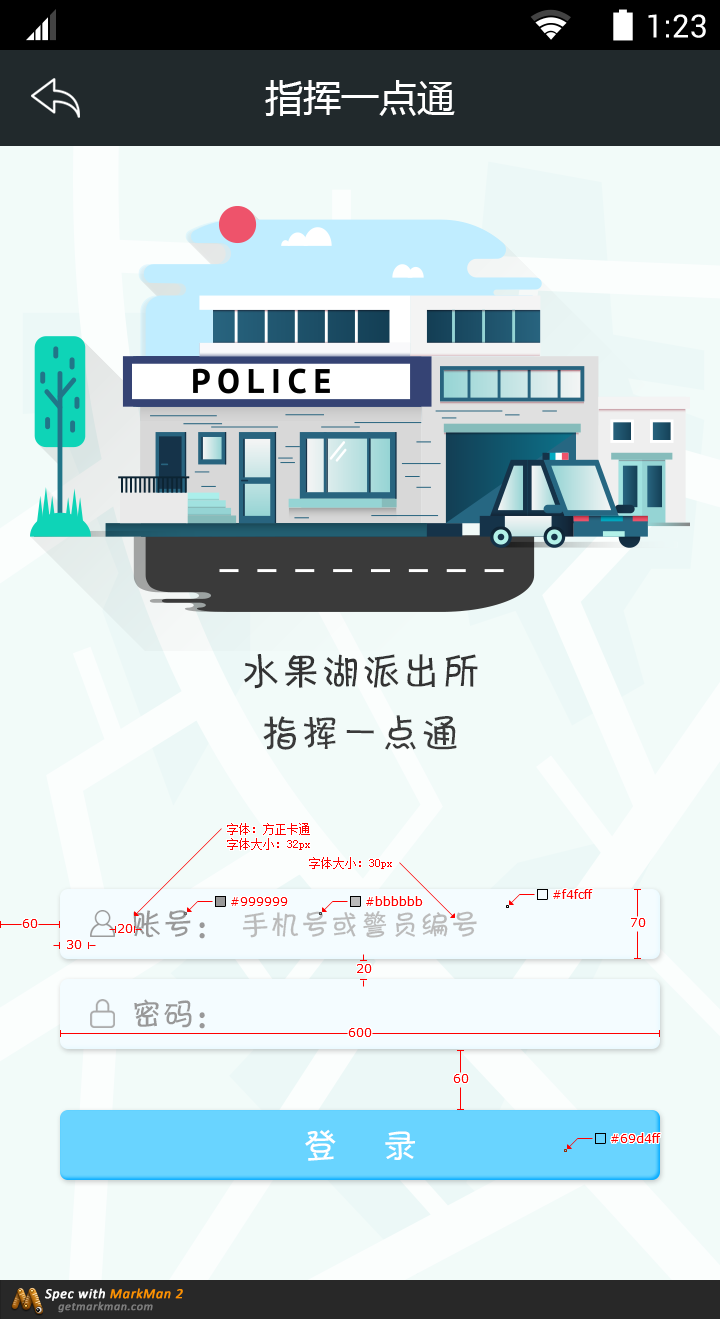 1:23
指挥一点通
POLICE
水果湖派出所
指挥一点通
字体：方正卡通
字体大小：32px
字体大小：30px
#999999
#bbbbbb
#f4fcff
60
30
20
账号：
手机号或警员编号
70
20
密码：
600
60
登 录
#69d4ff
Spec with MarkMan 2
getmarkman.com